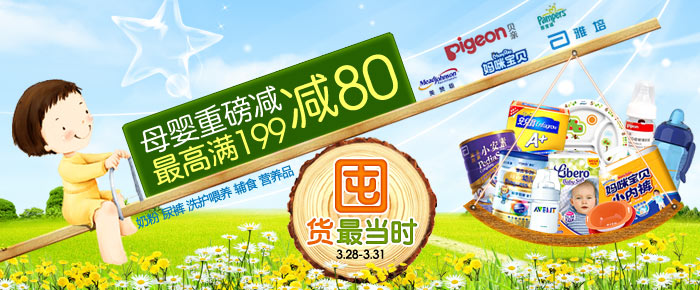 母婴重磅减
最高满199减80
奶粉 尿裤 洗护喂养 辅食 营养品
囤
货最当时
3.28-3.31
Pigeon 贝亲
Pampers
帮宝适
雅培
MeadJohnson
美赞臣
妈咪宝贝
小安素
Enfagrow
A+
Libero
Baby Soft
AVENT
妈咪宝贝
小内裤